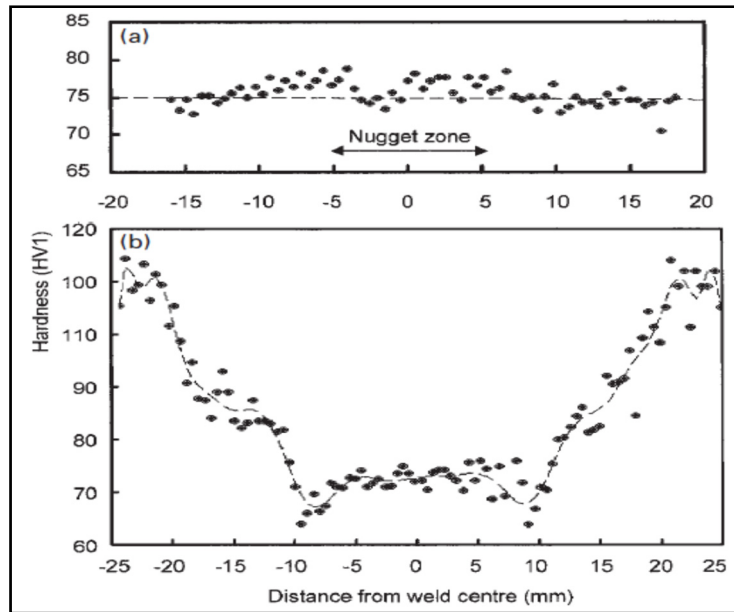 85
(a)
80
75
70
Nugget zone
65
-20 -15 -10 -5 0 5 10 15 20
Hardness (HV1)
120
(b)
100
110
90
80
70
60
-25 -20 -15 -10 -5 0 5 10 15 20 25
Distance from weld centre (mm)